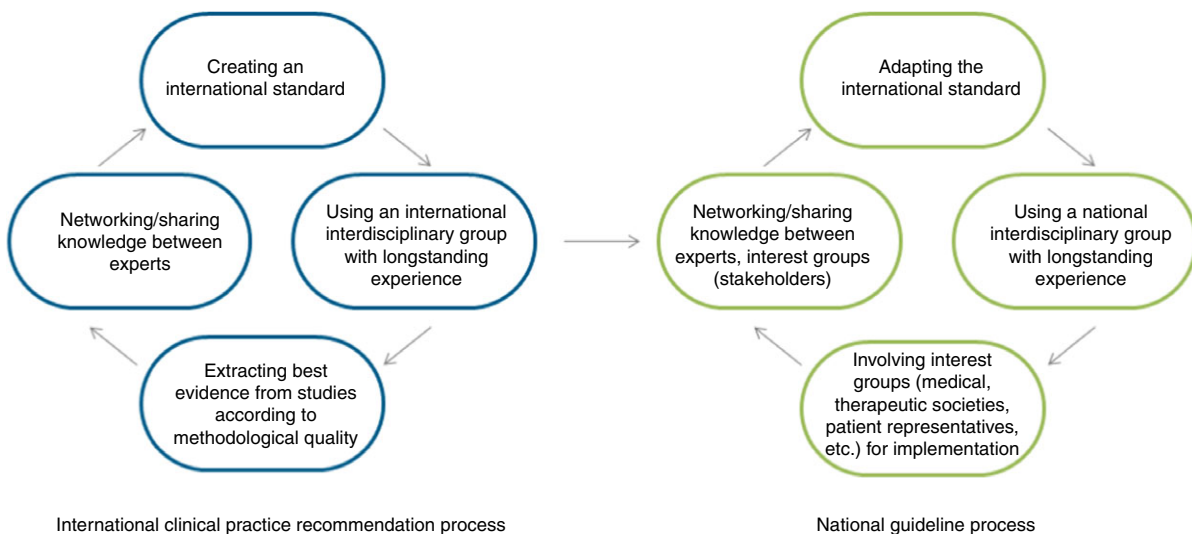 Creating an
international standard
Using an international
interdisciplinary group
with longstanding
experience
Extracting best
evidence from studies
according to
methodological quality
Networking/sharing
knowledge between
experts
International clinical practice recommendation process
Adapting the
international standard
Using a national
interdisciplinary group
with longstanding
experience
Involving interest
groups (medical,
therapeutic societies,
patient representatives,
etc.) for implementation
Networking/sharing
knowledge between
experts, interest groups
(stakeholders)
National guideline process